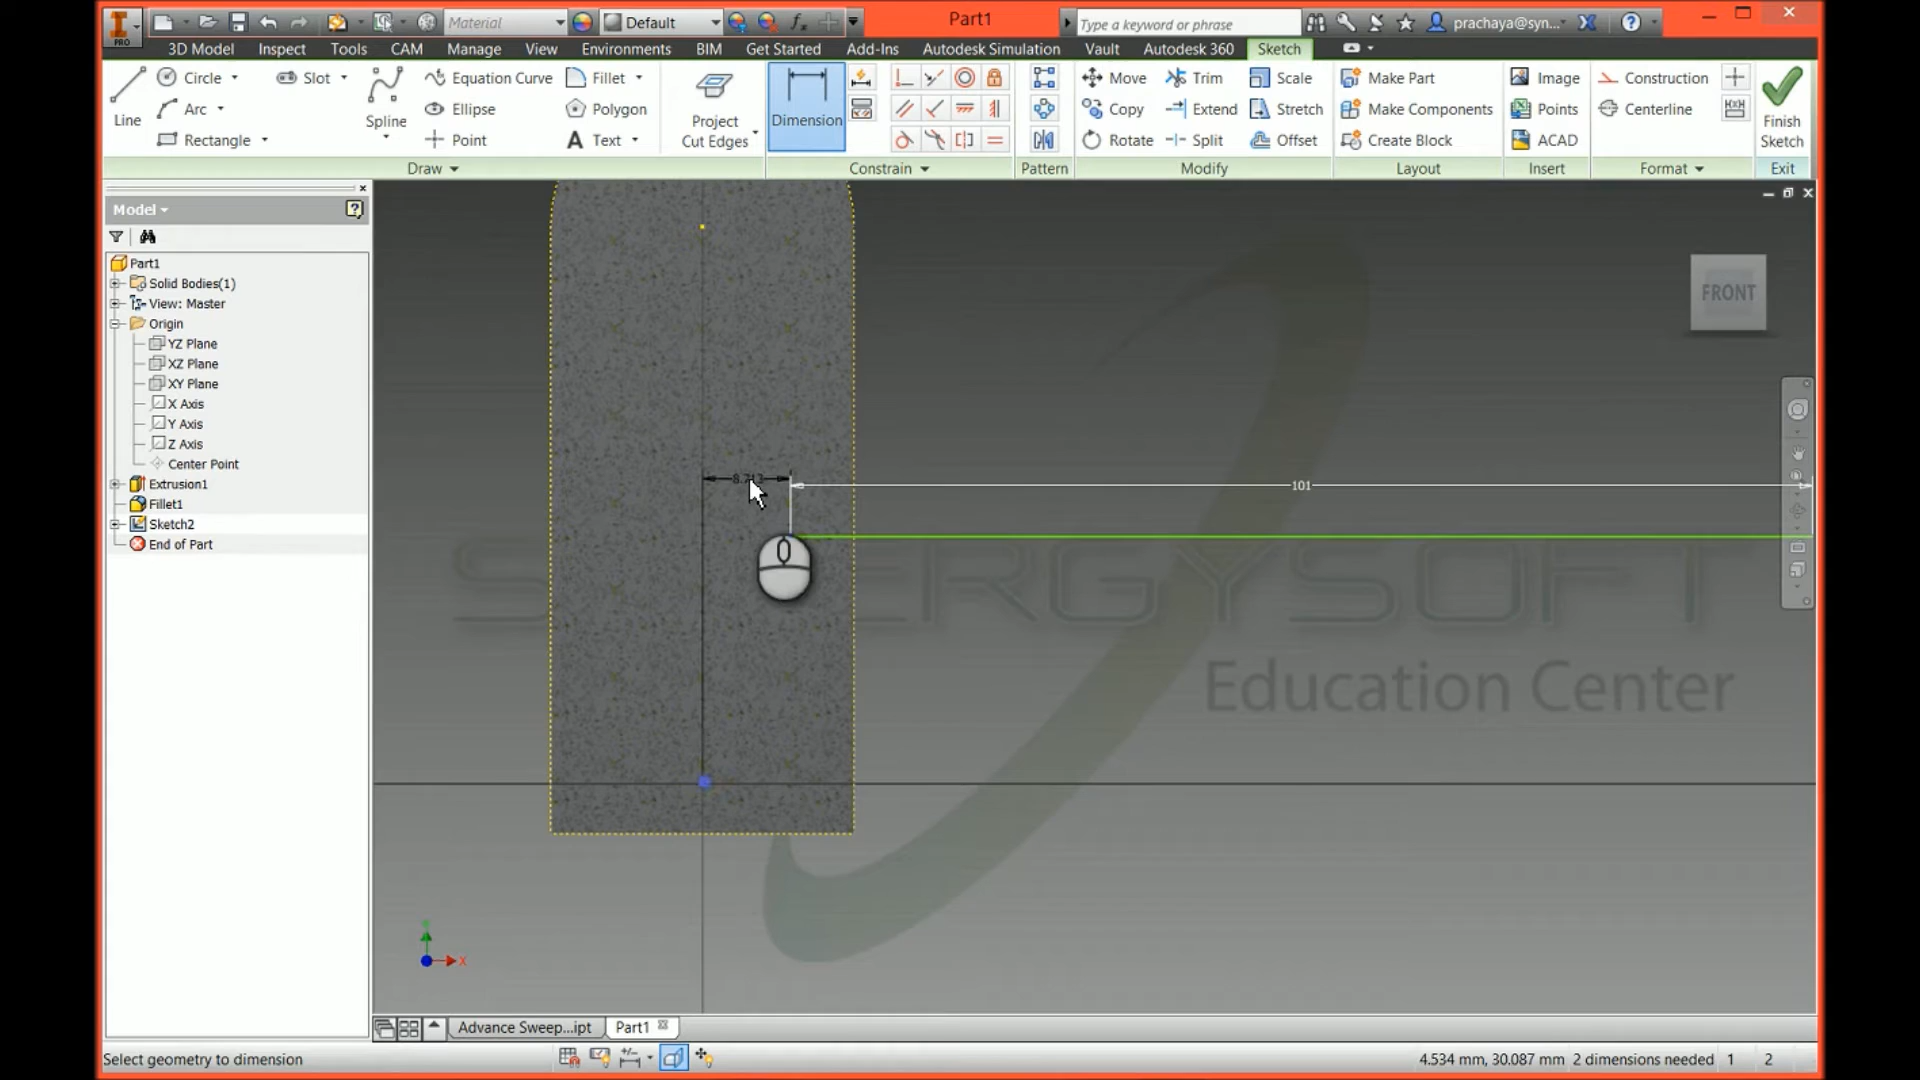 PRO
Material
Default
Part1
Type a keyword or phrase
prachaya@syn...
3D Model Inspect Tools CAM Manage View Environments BIM Get Started Add-Ins Autodesk Simulation Vault Autodesk 360 Sketch
Line
Circle
Arc
Rectangle
Slot
Spline
Equation Curve
Ellipse
Point
Fillet
Polygon
Text
Project
Cut Edges
Dimension
Move
Copy
Rotate
Trim
Extend
Split
Scale
Stretch
Offset
Make Part
Make Components
Create Block
Image
Points
ACAD
Construction
Centerline
Finish
Sketch
Draw Constrain Pattern Modify Layout Insert Format Exit
Model
Part1
Solid Bodies(1)
View: Master
Origin
YZ Plane
XZ Plane
XY Plane
X Axis
Y Axis
Z Axis
Center Point
Extrusion1
Fillet1
Sketch2
End of Part
FRONT
101
Education Center
X
Advance Sweep...ipt
Part1
Select geometry to dimension
4.534 mm, 30.087 mm 2 dimensions needed 1 2